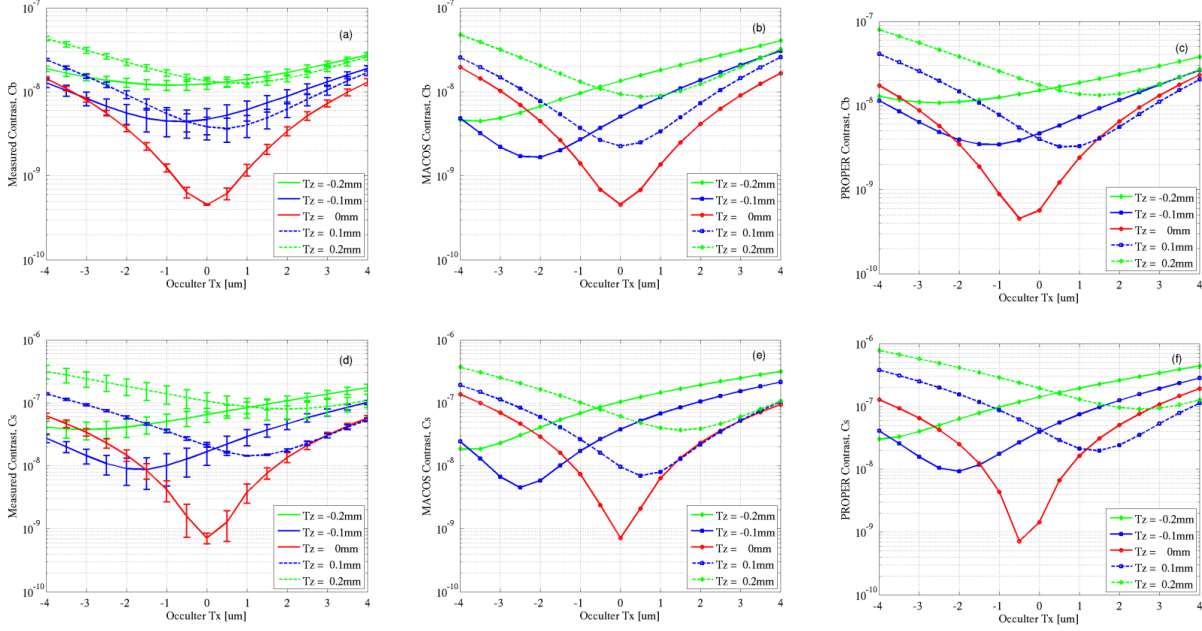 (a)
Measured Contrast, Cb
10⁻⁷
10⁻⁸
10⁻⁹
10⁻¹⁰
Tz = -0.2mm
Tz = -0.1mm
Tz = 0mm
Tz = 0.1mm
Tz = 0.2mm
-4 -3 -2 -1 0 1 2 3 4
Occulter Tx [um]
(b)
MACOS Contrast, Cb
10⁻⁷
10⁻⁸
10⁻⁹
10⁻¹⁰
Tz = -0.2mm
Tz = -0.1mm
Tz = 0mm
Tz = 0.1mm
Tz = 0.2mm
-4 -3 -2 -1 0 1 2 3 4
Occulter Tx [um]
(c)
PROPER Contrast, Cb
10⁻⁷
10⁻⁸
10⁻⁹
10⁻¹⁰
Tz = -0.2mm
Tz = -0.1mm
Tz = 0mm
Tz = 0.1mm
Tz = 0.2mm
-4 -3 -2 -1 0 1 2 3 4
Occulter Tx [um]
(d)
Measured Contrast, Cs
10⁻⁶
10⁻⁷
10⁻⁸
10⁻⁹
10⁻¹⁰
Tz = -0.2mm
Tz = -0.1mm
Tz = 0mm
Tz = 0.1mm
Tz = 0.2mm
-4 -3 -2 -1 0 1 2 3 4
Occulter Tx [um]
(e)
MACOS Contrast, Cs
10⁻⁶
10⁻⁷
10⁻⁸
10⁻⁹
10⁻¹⁰
Tz = -0.2mm
Tz = -0.1mm
Tz = 0mm
Tz = 0.1mm
Tz = 0.2mm
-4 -3 -2 -1 0 1 2 3 4
Occulter Tx [um]
(f)
PROPER Contrast, Cs
10⁻⁶
10⁻⁷
10⁻⁸
10⁻⁹
10⁻¹⁰
Tz = -0.2mm
Tz = -0.1mm
Tz = 0mm
Tz = 0.1mm
Tz = 0.2mm
-4 -3 -2 -1 0 1 2 3 4
Occulter Tx [um]